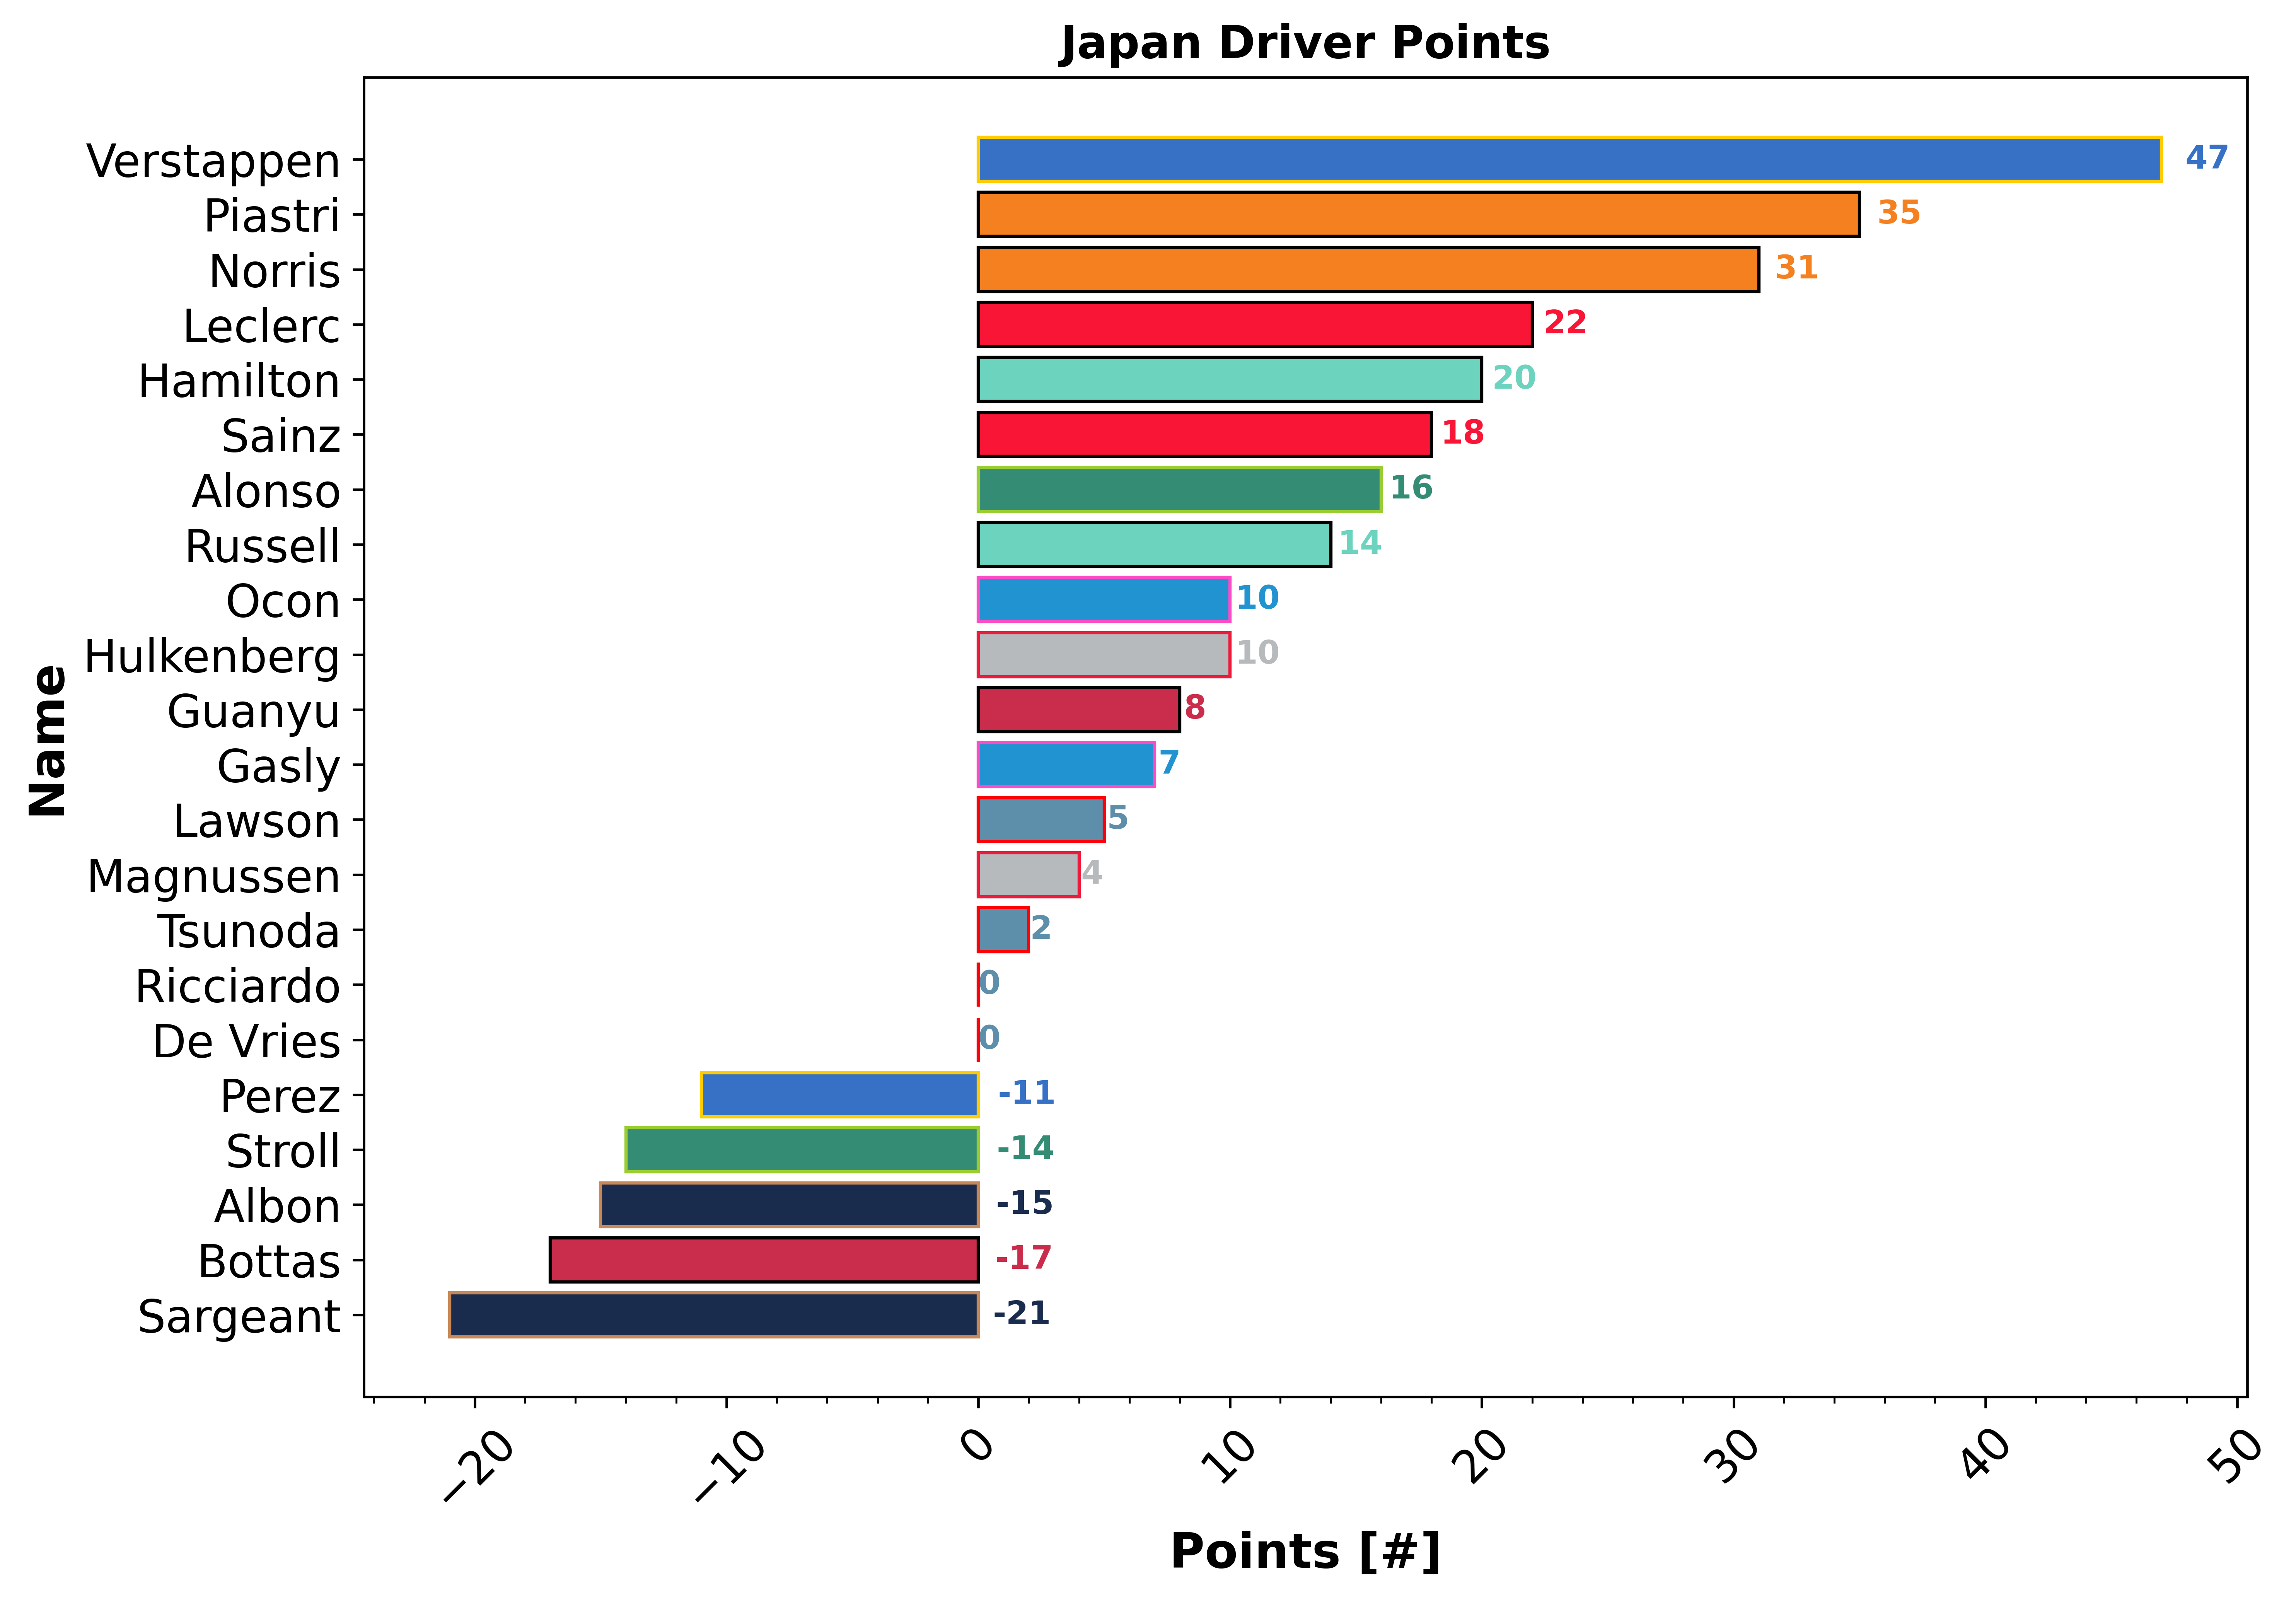 Japan Driver Points
Name
Verstappen 47
Piastri 35
Norris 31
Leclerc 22
Hamilton 20
Sainz 18
Alonso 16
Russell 14
Ocon 10
Hulkenberg 10
Guanyu 8
Gasly 7
Lawson 5
Magnussen 4
Tsunoda 2
Ricciardo 0
De Vries 0
Perez -11
Stroll -14
Albon -15
Bottas -17
Sargeant -21
−20 −10 0 10 20 30 40 50
Points [#]